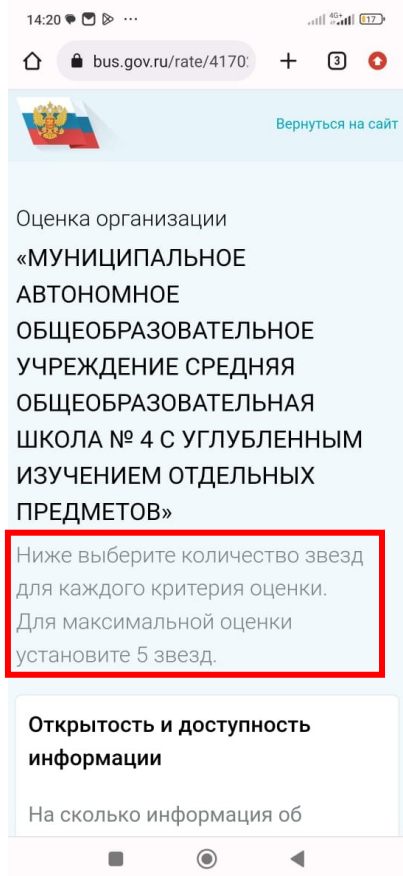 14:20
4G+
17
bus.gov.ru/rate/4170
3
Вернуться на сайт
Оценка организации
«МУНИЦИПАЛЬНОЕ
АВТОНОМНОЕ
ОБЩЕОБРАЗОВАТЕЛЬНОЕ
УЧРЕЖДЕНИЕ СРЕДНЯЯ
ОБЩЕОБРАЗОВАТЕЛЬНАЯ
ШКОЛА № 4 С УГЛУБЛЕННЫМ
ИЗУЧЕНИЕМ ОТДЕЛЬНЫХ
ПРЕДМЕТОВ»
Ниже выберите количество звезд
для каждого критерия оценки.
Для максимальной оценки
установите 5 звезд.
Открытость и доступность
информации
На сколько информация об